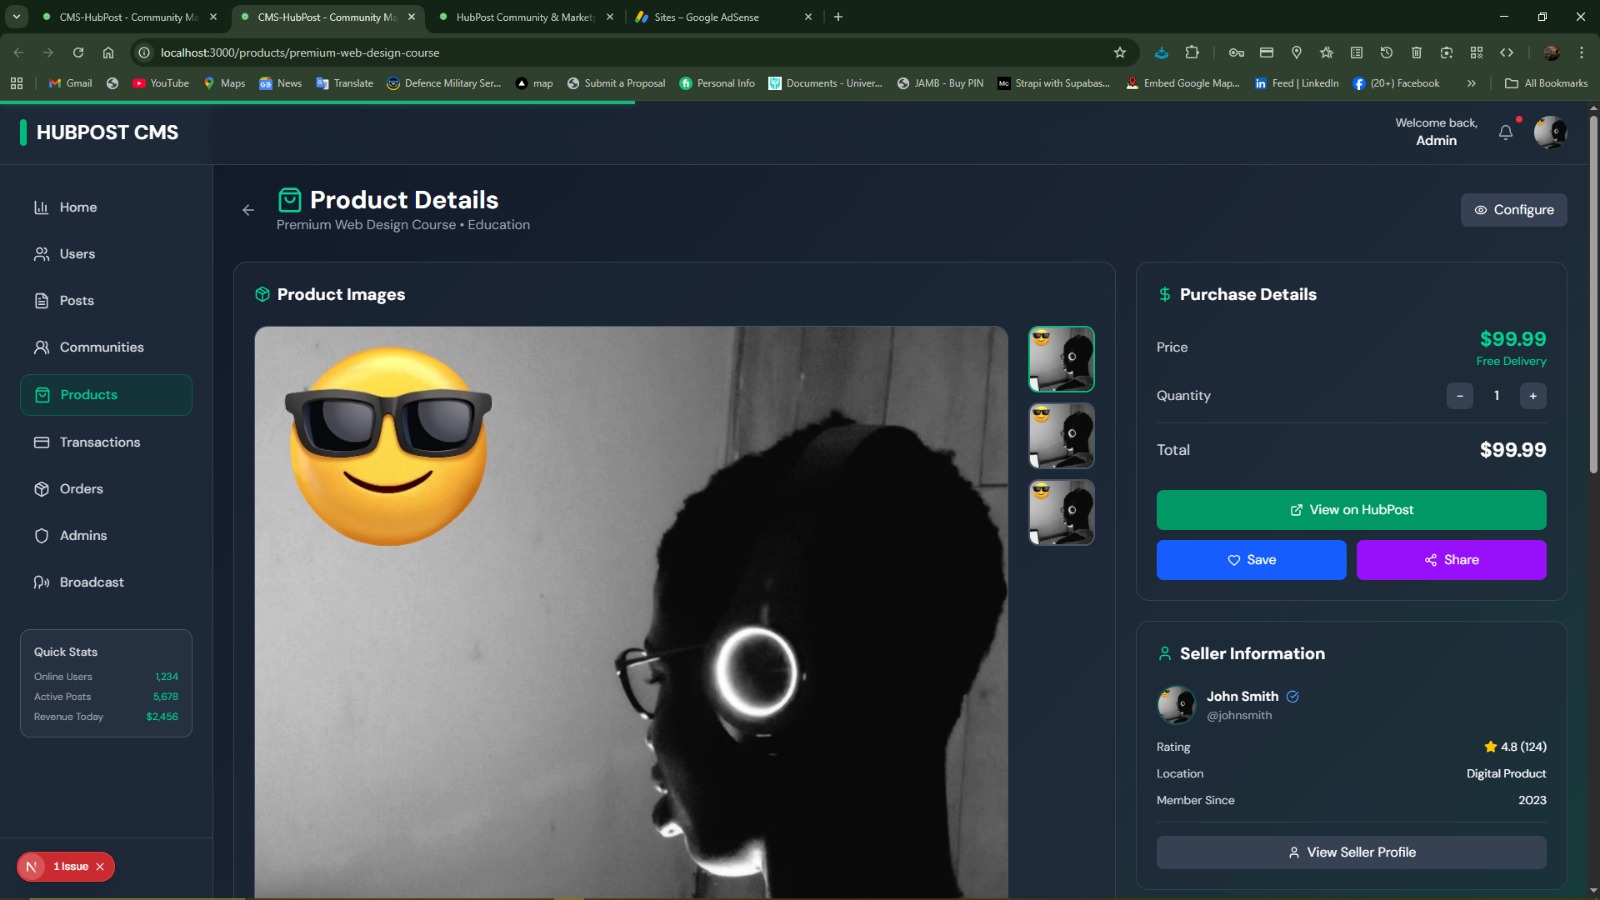 CMS-HubPost - Community Ma
CMS-HubPost - Community Ma
HubPost Community & Market
Sites – Google AdSense
localhost:3000/products/premium-web-design-course
Gmail
YouTube
Maps
News
Translate
Defence Military Ser...
map
Submit a Proposal
Personal Info
Documents - Univer...
JAMB - Buy PIN
Mc
Strapi with Supabas...
Embed Google Map...
Feed | LinkedIn
(20+) Facebook
All Bookmarks
HUBPOST CMS
Welcome back,
Admin
Home
Users
Posts
Communities
Products
Transactions
Orders
Admins
Broadcast
Quick Stats
Online Users 1,234
Active Posts 5,678
Revenue Today $2,456
N 1 Issue
Product Details
Premium Web Design Course • Education
Configure
Product Images
Purchase Details
Price $99.99
Free Delivery
Quantity - 1 +
Total $99.99
View on HubPost
Save
Share
Seller Information
John Smith
@johnsmith
Rating 4.8 (124)
Location Digital Product
Member Since 2023
View Seller Profile